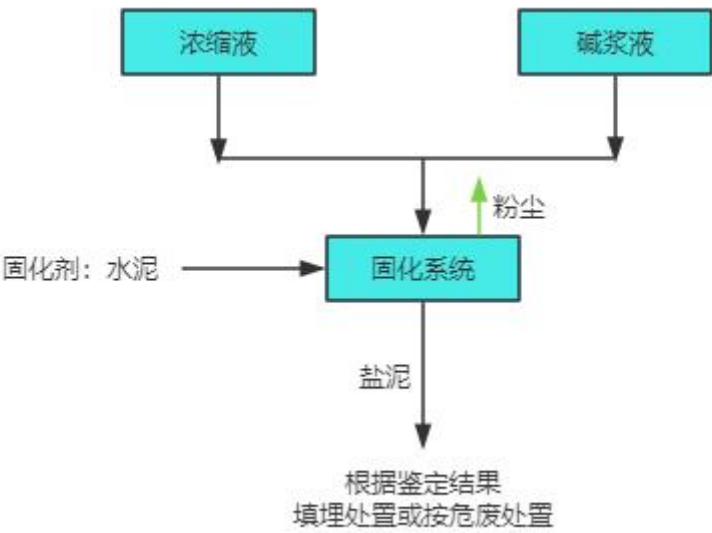 浓缩液
碱浆液
粉尘
固化剂：水泥
固化系统
盐泥
根据鉴定结果
填埋处置或按危废处置